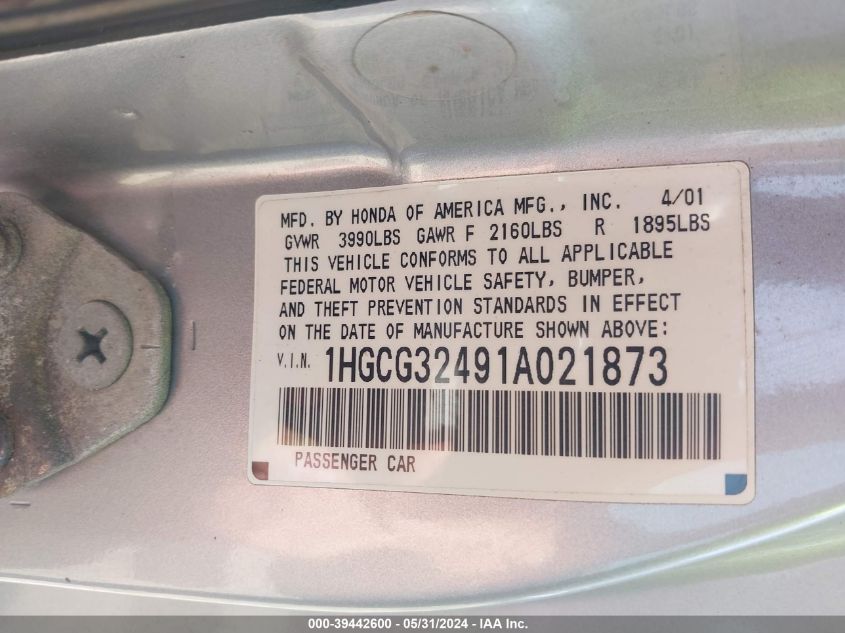 MFD. BY HONDA OF AMERICA MFG., INC. 4/01
GVWR 3990LBS GAWR F 2160LBS R 1895LBS
THIS VEHICLE CONFORMS TO ALL APPLICABLE
FEDERAL MOTOR VEHICLE SAFETY, BUMPER,
AND THEFT PREVENTION STANDARDS IN EFFECT
ON THE DATE OF MANUFACTURE SHOWN ABOVE:
V.I.N. 1HGCG32491A021873
PASSENGER CAR
000-39442600 - 05/31/2024 - IAA Inc.